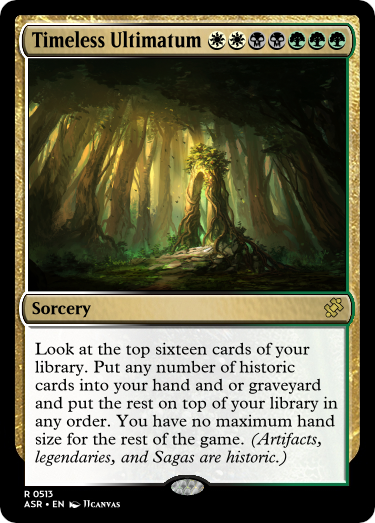 Timeless Ultimatum
Sorcery
Look at the top sixteen cards of your
library. Put any number of historic
cards into your hand and or graveyard
and put the rest on top of your library in
any order. You have no maximum hand
size for the rest of the game. (Artifacts,
legendaries, and Sagas are historic.)
R 0513
ASR • EN 11CANVAS